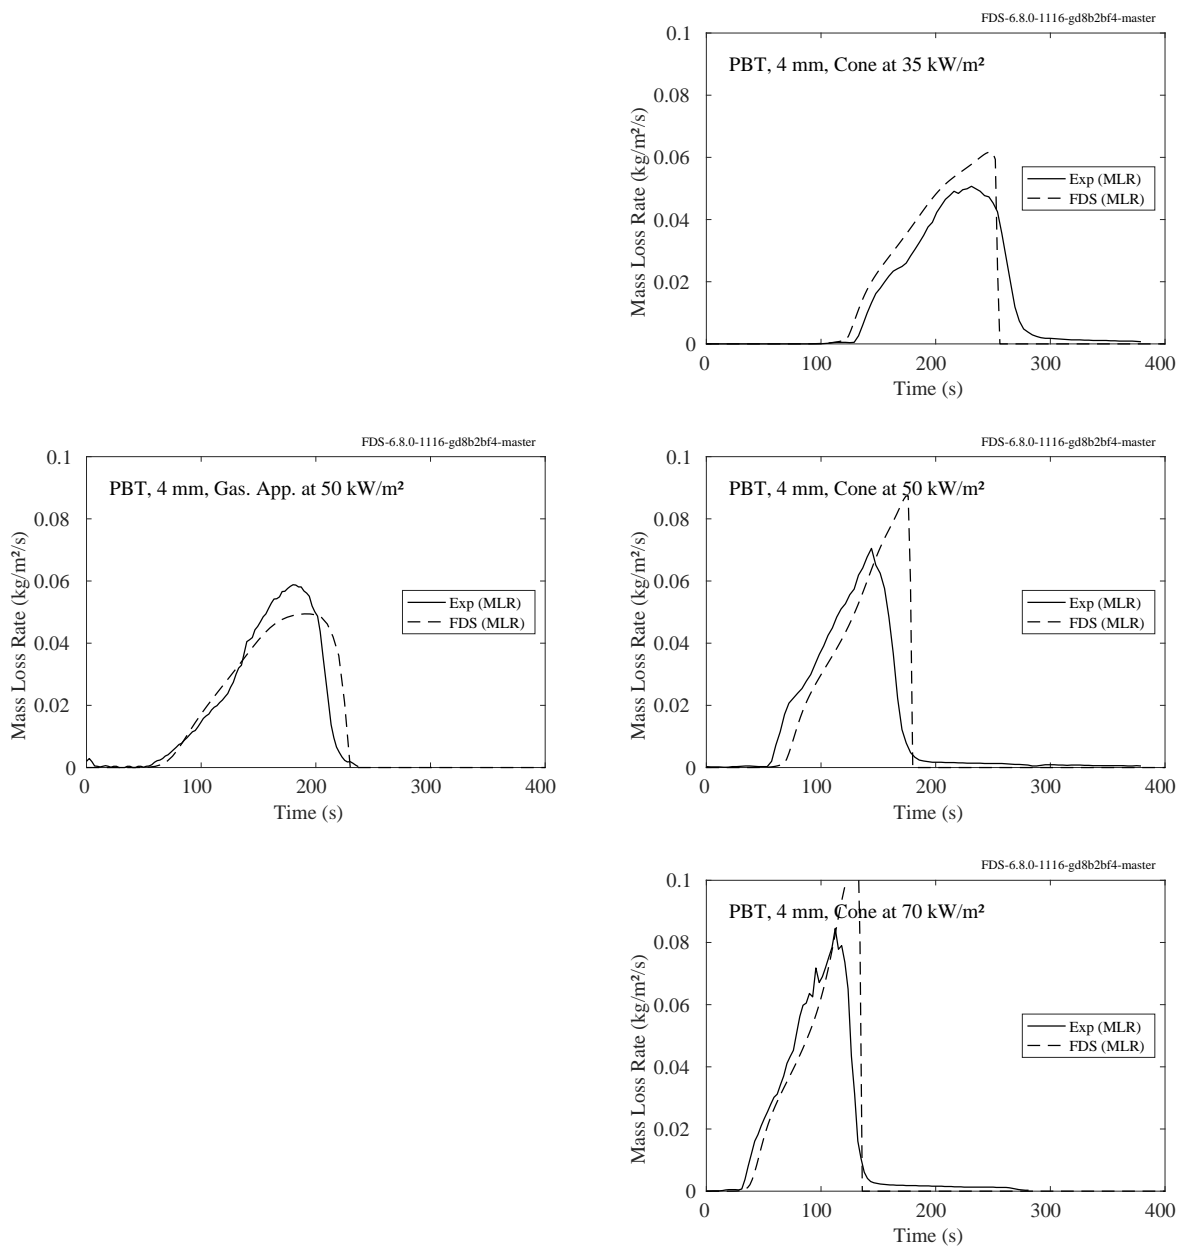 FDS-6.8.0-1116-gd8b2bf4-master
PBT, 4 mm, Cone at 35 kW/m²
0.1
0.08
0.06
0.04
0.02
0
Mass Loss Rate (kg/m²/s)
Exp (MLR)
FDS (MLR)
0 100 200 300 400
Time (s)
FDS-6.8.0-1116-gd8b2bf4-master
PBT, 4 mm, Gas. App. at 50 kW/m²
0.1
0.08
0.06
0.04
0.02
0
Mass Loss Rate (kg/m²/s)
Exp (MLR)
FDS (MLR)
0 100 200 300 400
Time (s)
FDS-6.8.0-1116-gd8b2bf4-master
PBT, 4 mm, Cone at 50 kW/m²
0.1
0.08
0.06
0.04
0.02
0
Mass Loss Rate (kg/m²/s)
Exp (MLR)
FDS (MLR)
0 100 200 300 400
Time (s)
FDS-6.8.0-1116-gd8b2bf4-master
PBT, 4 mm, Cone at 70 kW/m²
0.1
0.08
0.06
0.04
0.02
0
Mass Loss Rate (kg/m²/s)
Exp (MLR)
FDS (MLR)
0 100 200 300 400
Time (s)